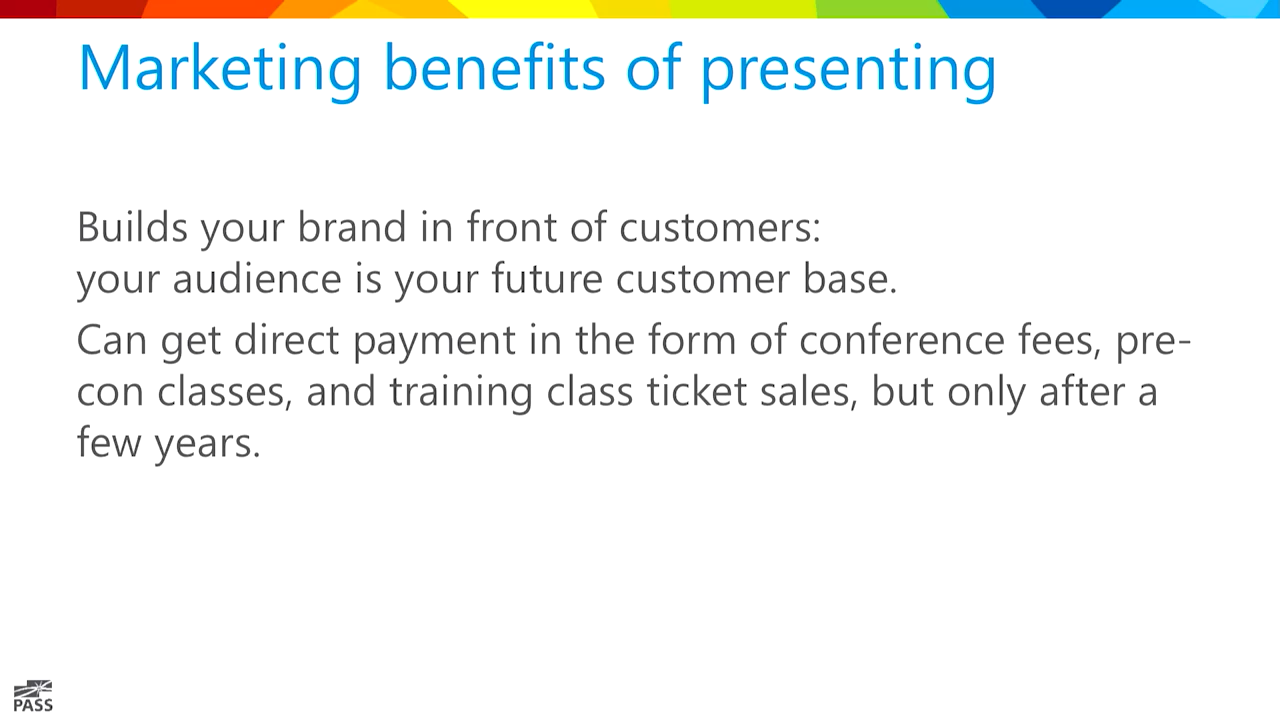 Marketing benefits of presenting
Builds your brand in front of customers:
your audience is your future customer base.
Can get direct payment in the form of conference fees, pre-
con classes, and training class ticket sales, but only after a
few years.
PASS